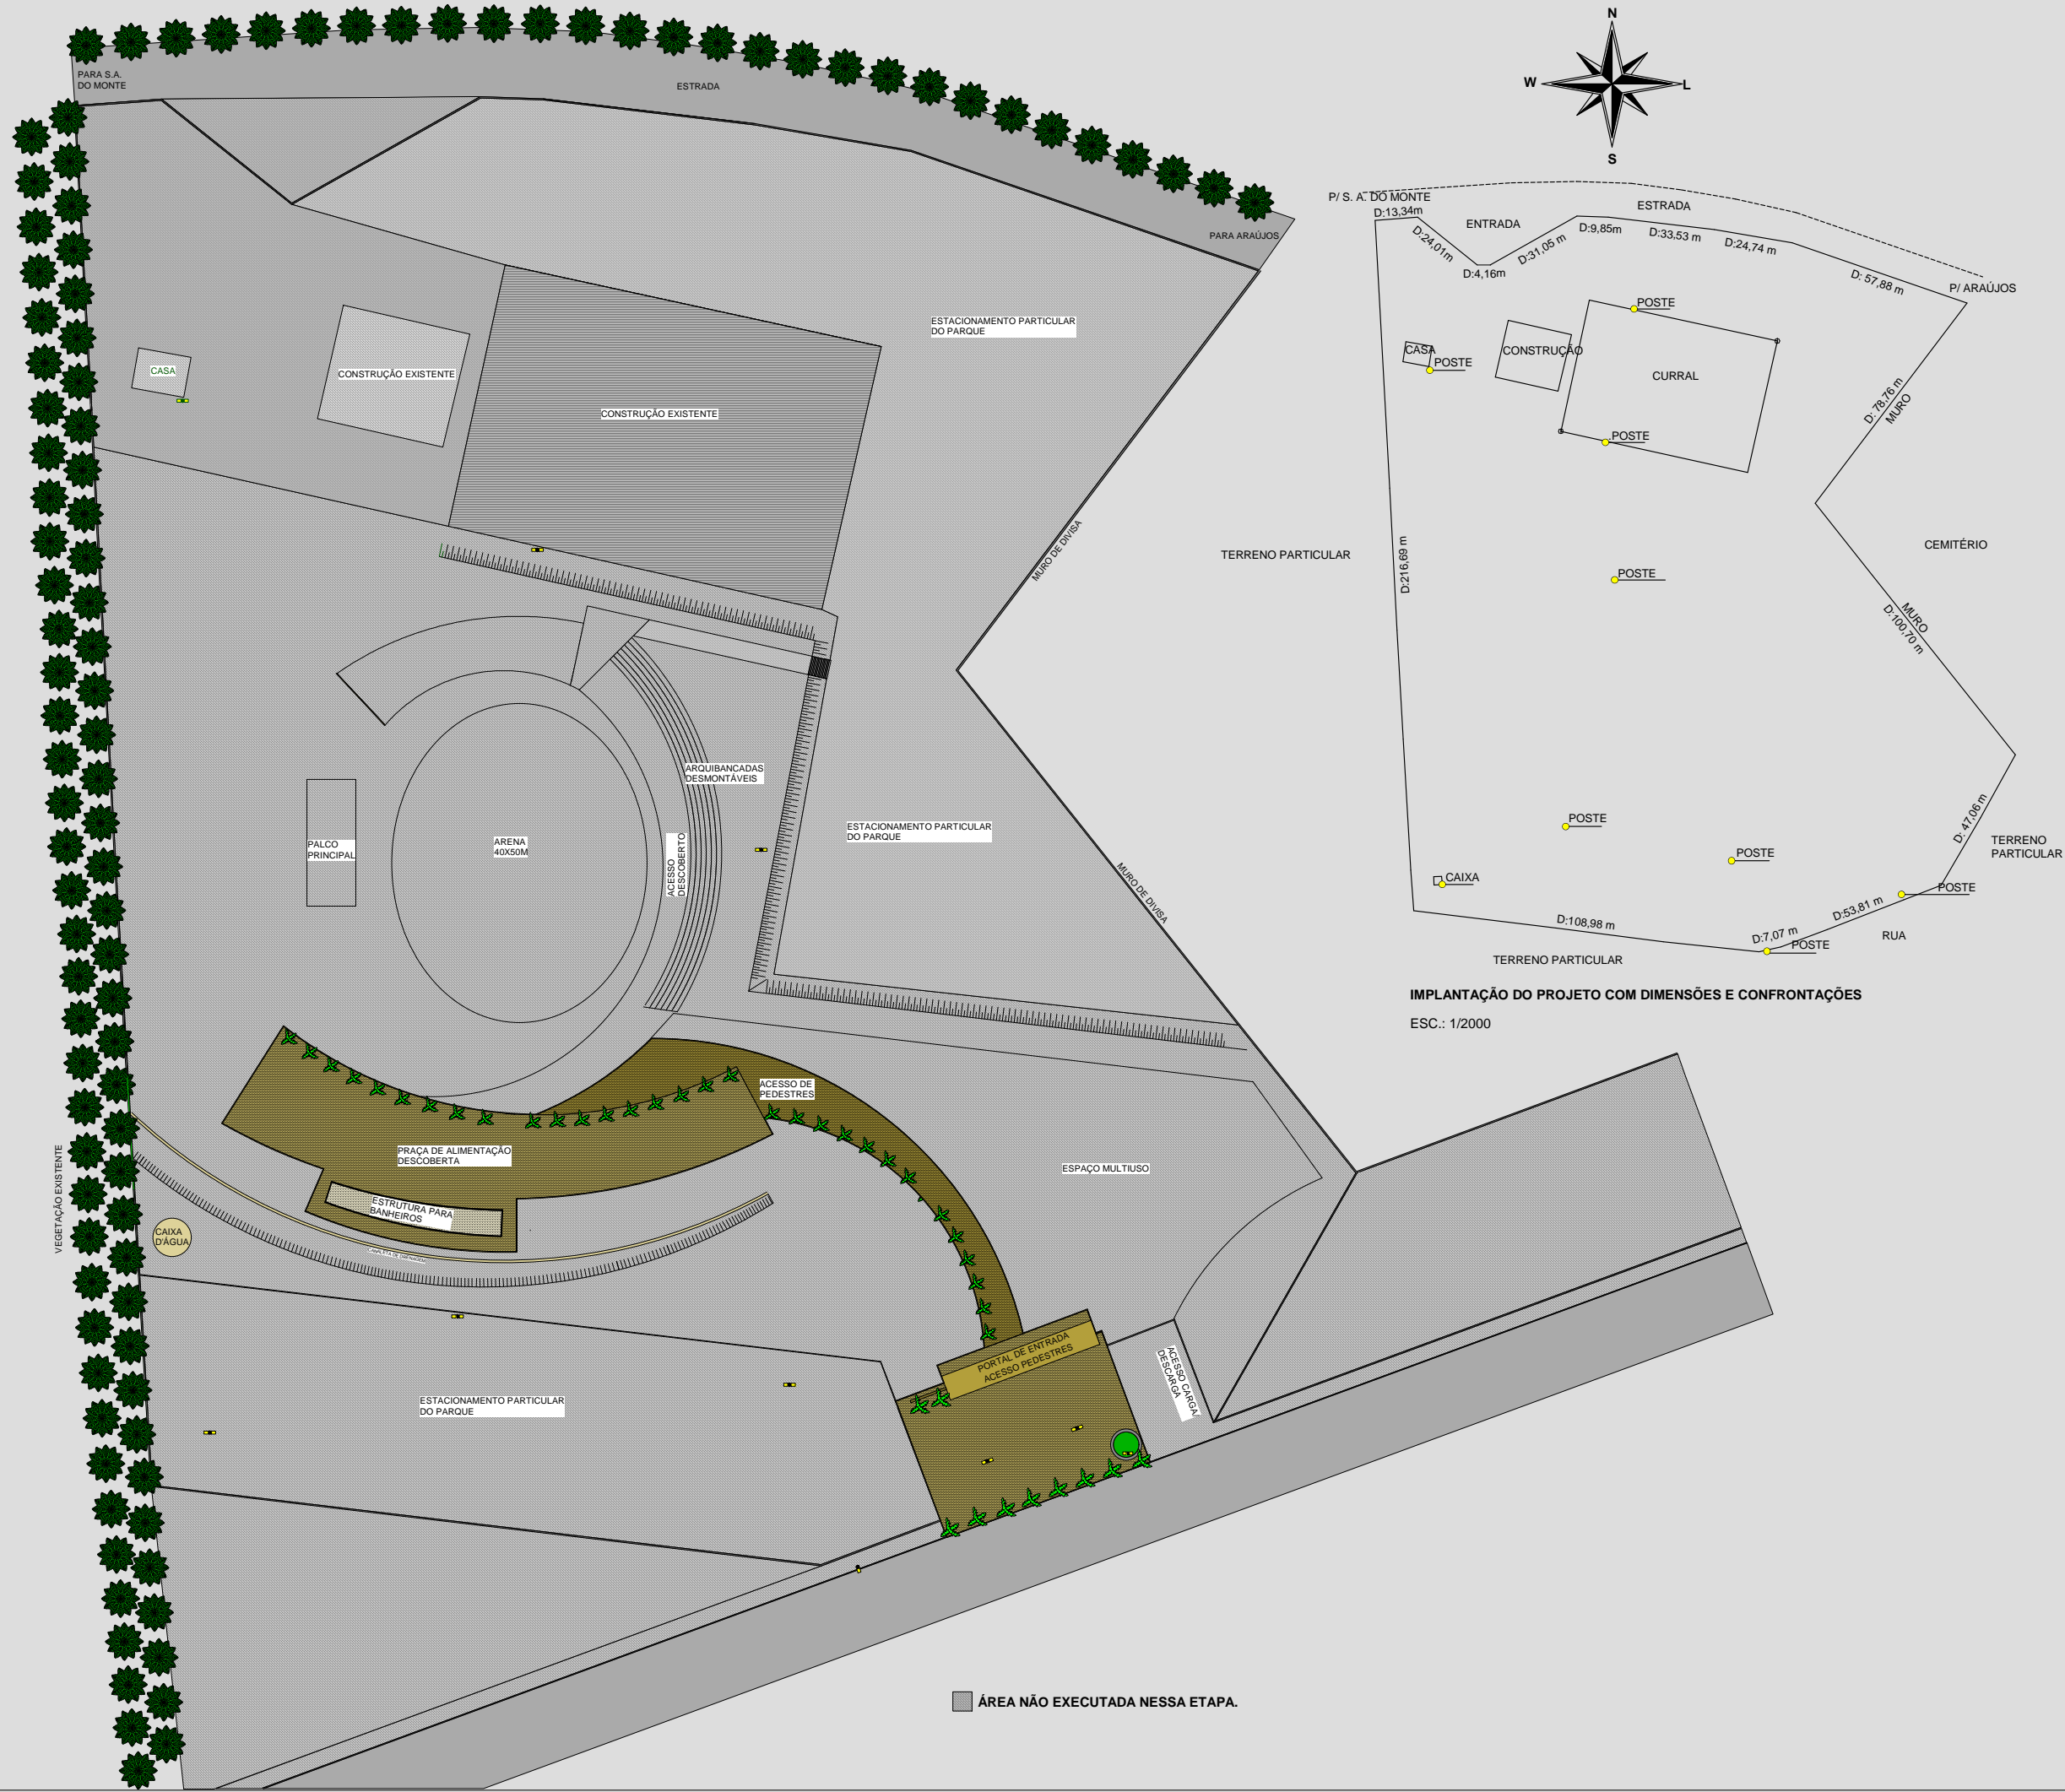 PARA S.A.
DO MONTE
ESTRADA
PARA ARAÚJOS
ESTACIONAMENTO PARTICULAR
DO PARQUE
CASA
CONSTRUÇÃO EXISTENTE
CONSTRUÇÃO EXISTENTE
MURO DE DIVISA
ARQUIBANCADAS
DESMONTÁVEIS
PALCO
PRINCIPAL
ARENA
40X50M
ACESSO
DESCOBERTO
ESTACIONAMENTO PARTICULAR
DO PARQUE
MURO DE DIVISA
ACESSO DE
PEDESTRES
PRAÇA DE ALIMENTAÇÃO
DESCOBERTA
ESPAÇO MULTIUSO
ESTRUTURA PARA
BANHEIROS
VEGETAÇÃO EXISTENTE
CAIXA
D'ÁGUA
PORTAL DE ENTRADA
ACESSO PEDESTRES
ACESSO CARGA/
DESCARGA
ESTACIONAMENTO PARTICULAR
DO PARQUE
ÁREA NÃO EXECUTADA NESSA ETAPA.
N
W
L
S
P/ S. A. DO MONTE
D:13,34m
ENTRADA
ESTRADA
D:24,01m
D:4,16m
D:31,05 m
D:9,85m
D:33,53 m
D:24,74 m
D: 57,88 m
P/ ARAÚJOS
POSTE
CASA
POSTE
CONSTRUÇÃO
CURRAL
POSTE
D: 78,76 m
MURO
TERRENO PARTICULAR
D:216,69 m
CEMITÉRIO
POSTE
MURO
D:100,70 m
POSTE
POSTE
D: 47,06 m
TERRENO
PARTICULAR
CAIXA
POSTE
D:108,98 m
D:53,81 m
D:7,07 m
POSTE
RUA
TERRENO PARTICULAR
IMPLANTAÇÃO DO PROJETO COM DIMENSÕES E CONFRONTAÇÕES
ESC.: 1/2000